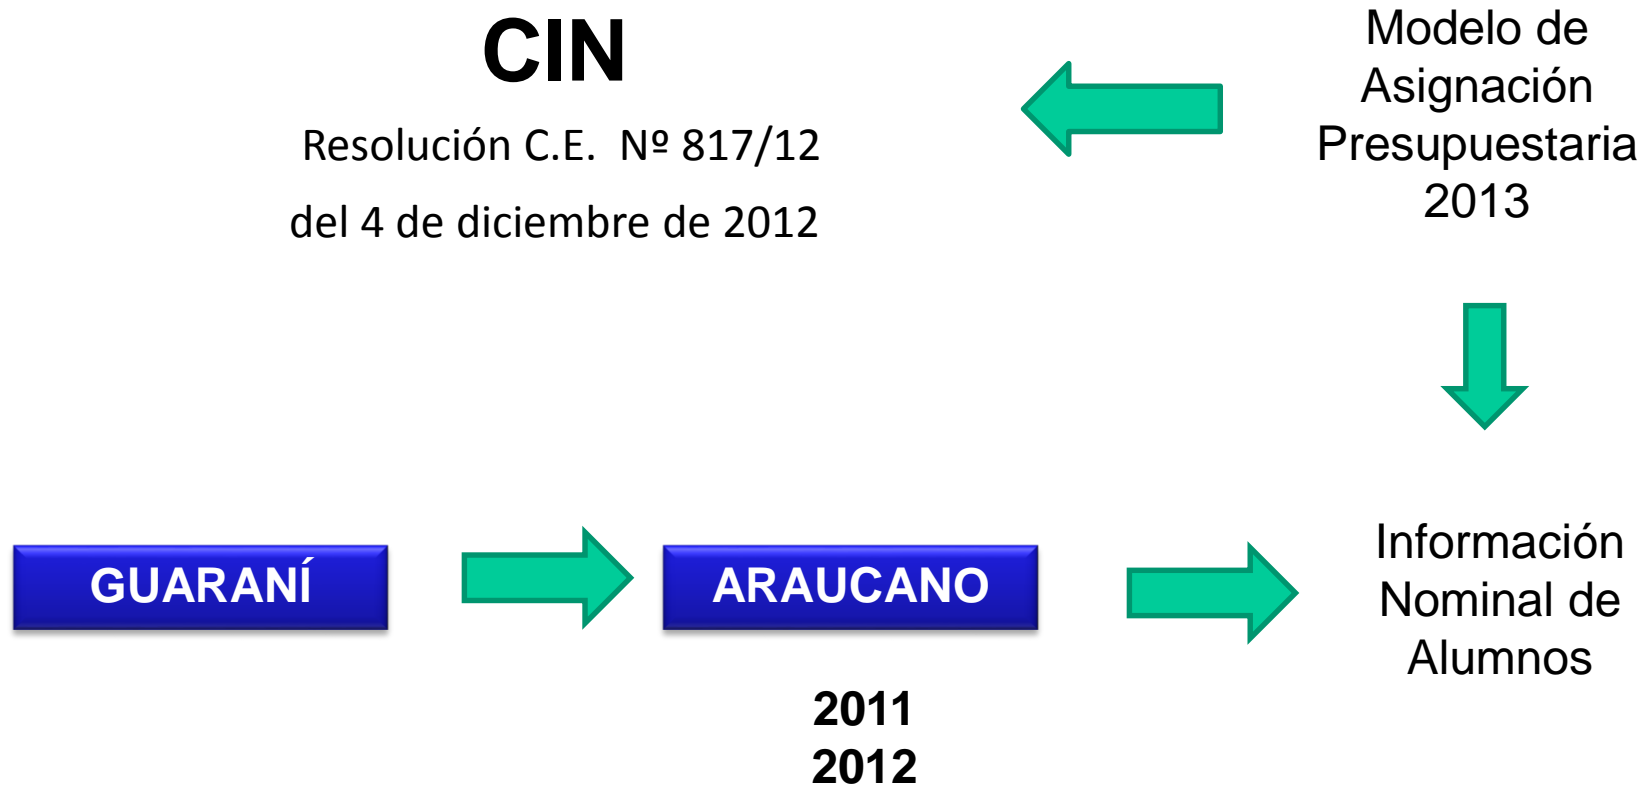 CIN
Resolución C.E. Nº 817/12
del 4 de diciembre de 2012
Modelo de
Asignación
Presupuestaria
2013
GUARANÍ
ARAUCANO
2011
2012
Información
Nominal de
Alumnos